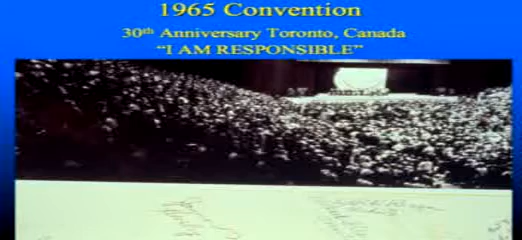 1965 Convention
30th Anniversary Toronto, Canada
“I AM RESPONSIBLE”